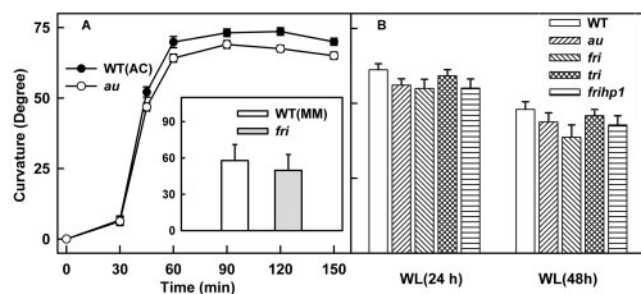 A
WT(AC)
au
75
50
25
0
Curvature (Degree)
0 30 60 90 120 150
Time (min)
WT(MM)
fri
90
60
30
0
B
WT
au
fri
tri
frihp1
WL(24 h) WL(48h)